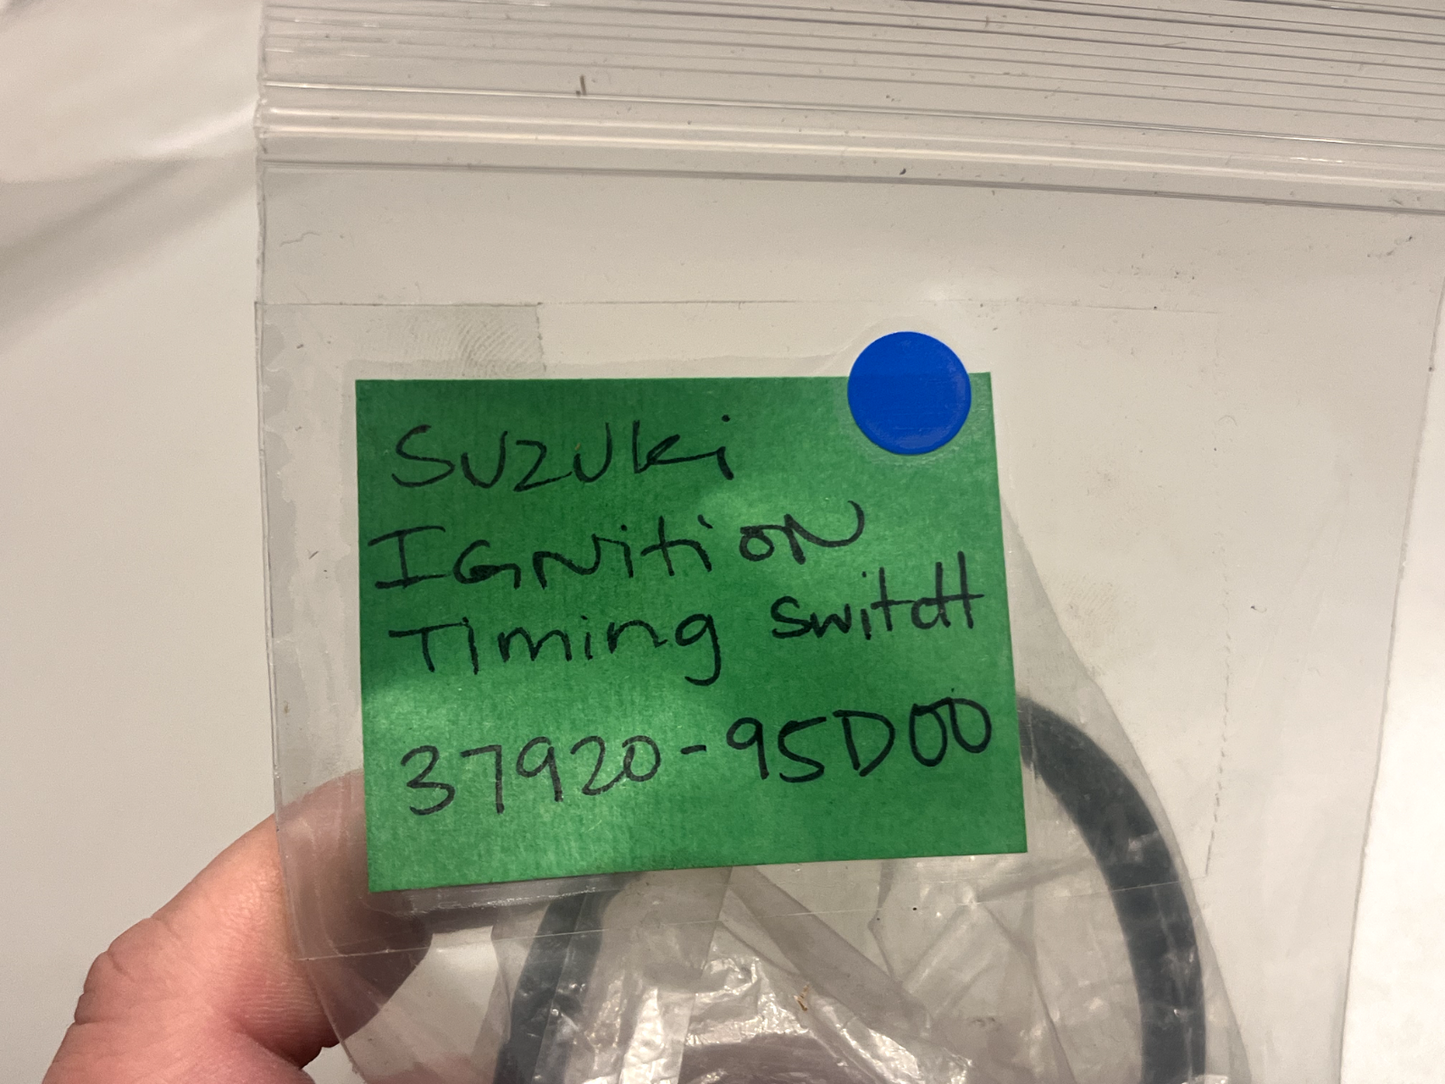 Suzuki
IGNition
Timing switcH
37920-95D00